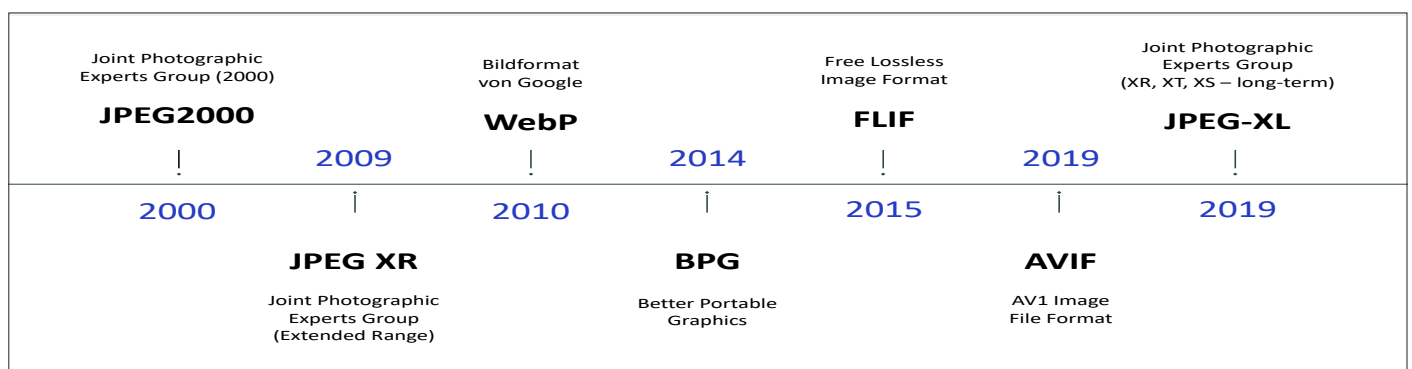 Joint Photographic
Experts Group (2000)
JPEG2000
2000
2009
JPEG XR
Joint Photographic
Experts Group
(Extended Range)
Bildformat
von Google
WebP
2010
2014
BPG
Better Portable
Graphics
Free Lossless
Image Format
FLIF
2015
2019
AVIF
AV1 Image
File Format
Joint Photographic
Experts Group
(XR, XT, XS – long-term)
JPEG-XL
2019